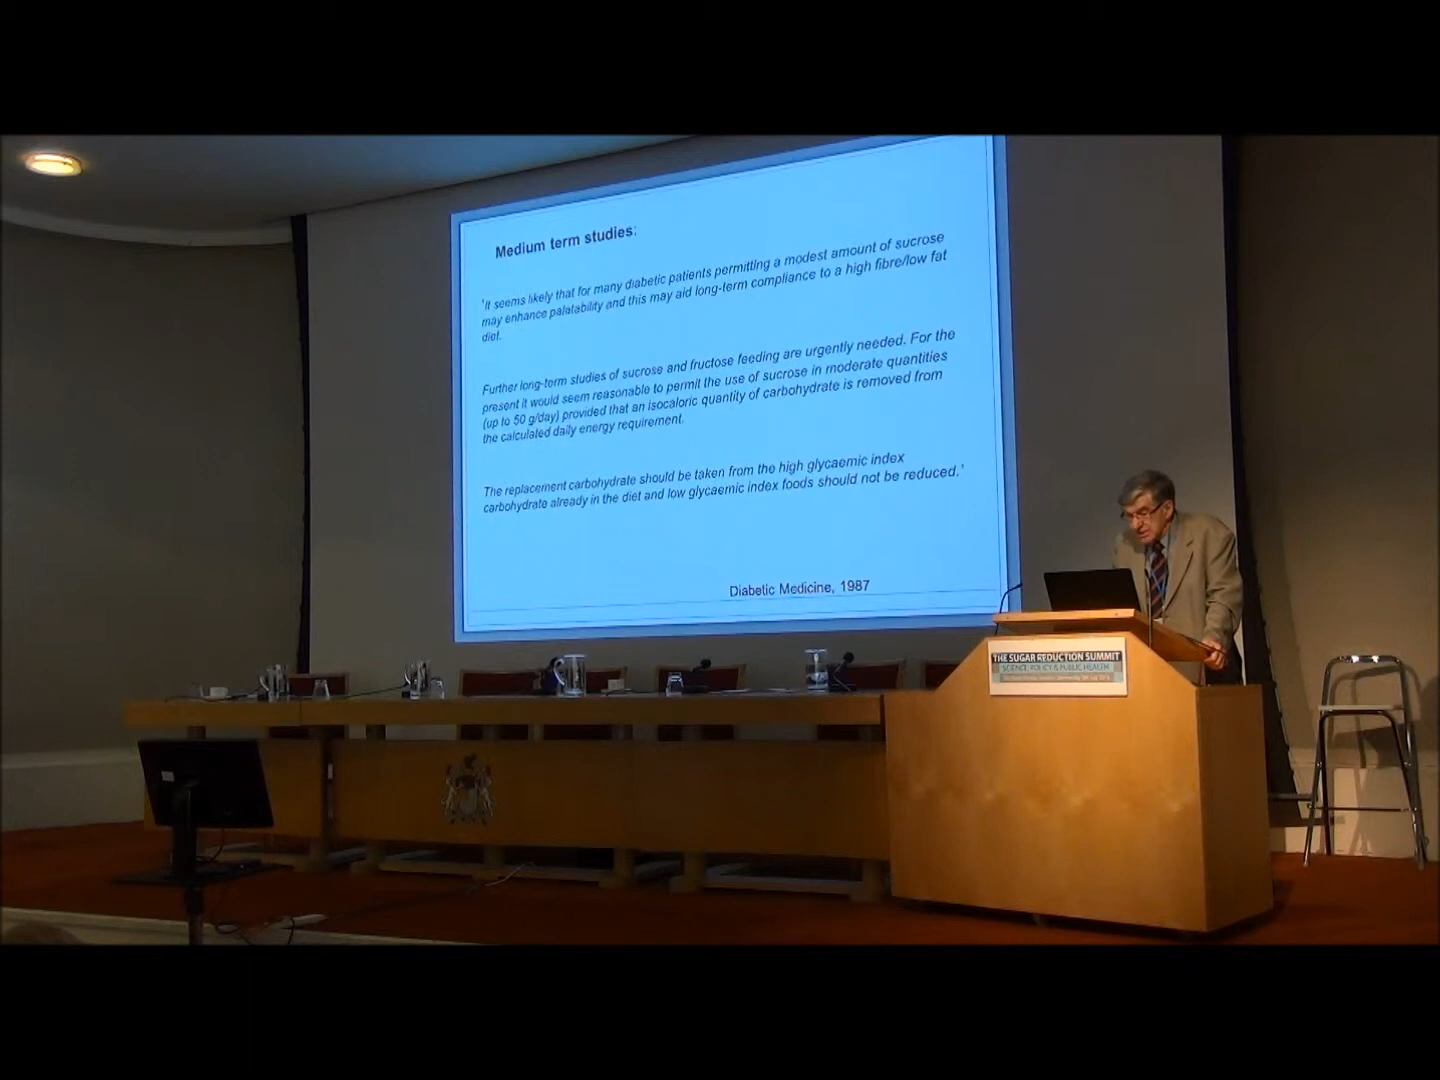 Medium term studies:
'It seems likely that for many diabetic patients permitting a modest amount of sucrose
may enhance palatability and this may aid long-term compliance to a high fibre/low fat
diet.
Further long-term studies of sucrose and fructose feeding are urgently needed. For the
present it would seem reasonable to permit the use of sucrose in moderate quantities
(up to 50 g/day) provided that an isocaloric quantity of carbohydrate is removed from
the calculated daily energy requirement.
The replacement carbohydrate should be taken from the high glycaemic index
carbohydrate already in the diet and low glycaemic index foods should not be reduced.'
Diabetic Medicine, 1987
THE SUGAR REDUCTION SUMMIT
SCIENCE, POLICY & PUBLIC HEALTH